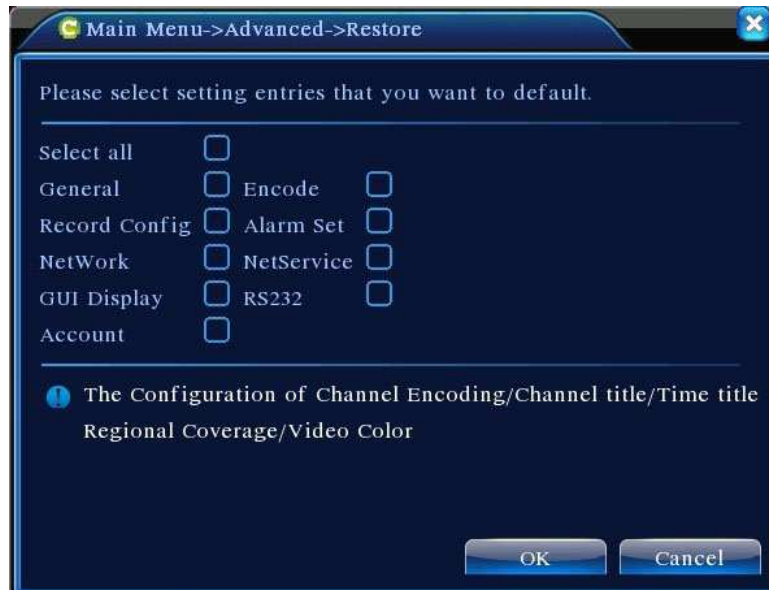 Main Menu->Advanced->Restore
Please select setting entries that you want to default.
Select all
General Encode
Record Config Alarm Set
NetWork NetService
GUI Display RS232
Account
The Configuration of Channel Encoding/Channel title/Time title
Regional Coverage/Video Color
OK Cancel